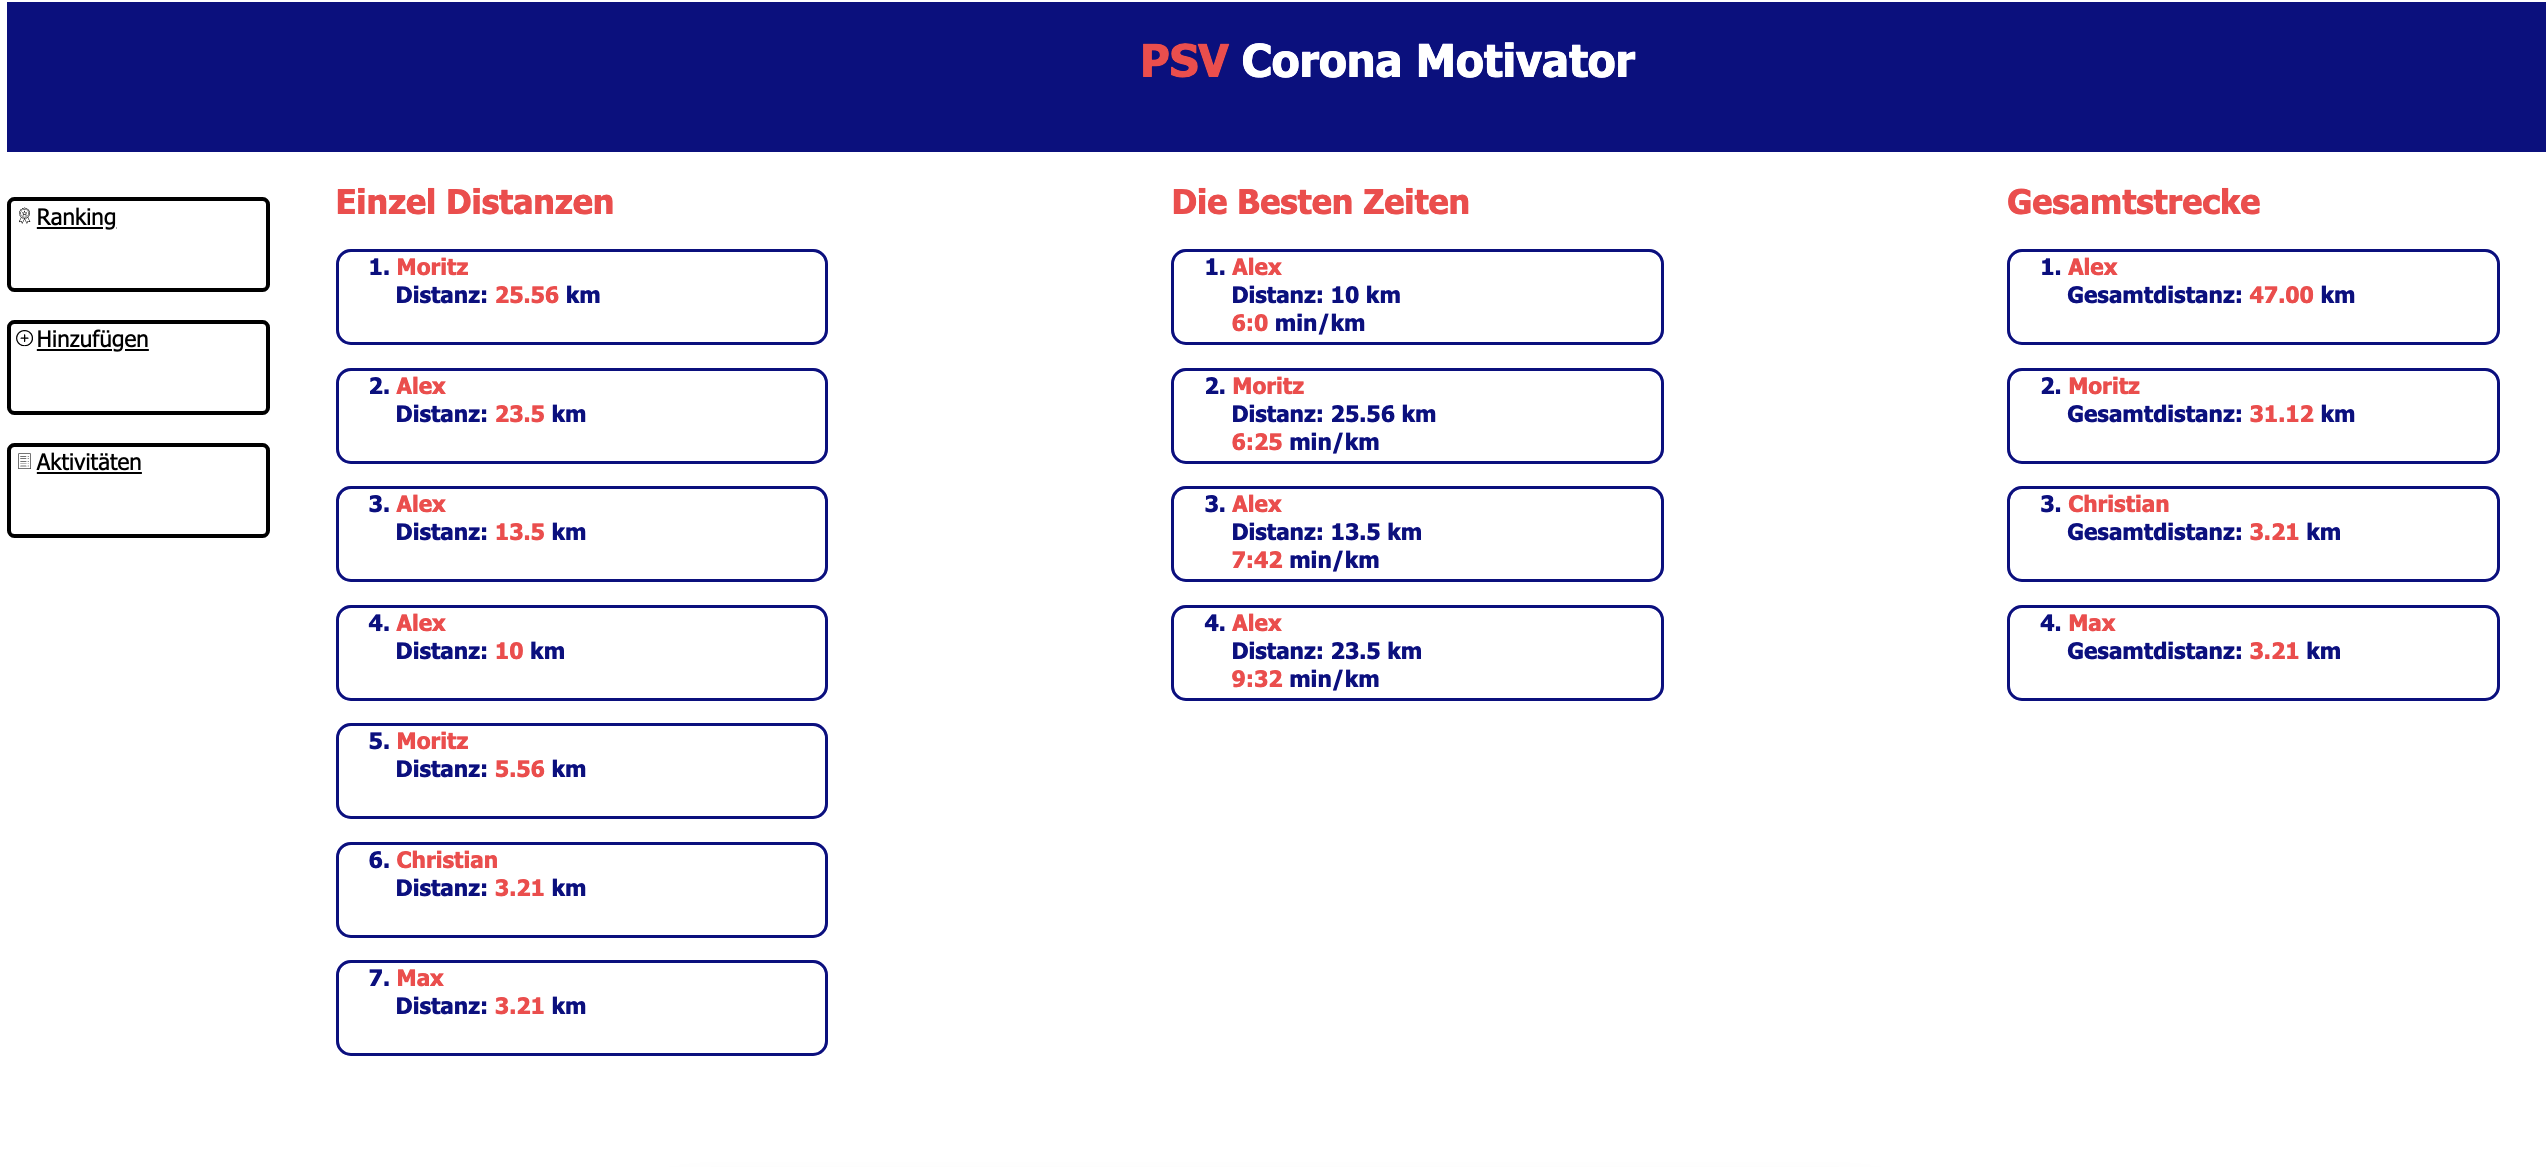 PSV Corona Motivator
Ranking
Hinzufügen
Aktivitäten
Einzel Distanzen
1. Moritz
Distanz: 25.56 km
2. Alex
Distanz: 23.5 km
3. Alex
Distanz: 13.5 km
4. Alex
Distanz: 10 km
5. Moritz
Distanz: 5.56 km
6. Christian
Distanz: 3.21 km
7. Max
Distanz: 3.21 km
Die Besten Zeiten
1. Alex
Distanz: 10 km
6:0 min/km
2. Moritz
Distanz: 25.56 km
6:25 min/km
3. Alex
Distanz: 13.5 km
7:42 min/km
4. Alex
Distanz: 23.5 km
9:32 min/km
Gesamtstrecke
1. Alex
Gesamtdistanz: 47.00 km
2. Moritz
Gesamtdistanz: 31.12 km
3. Christian
Gesamtdistanz: 3.21 km
4. Max
Gesamtdistanz: 3.21 km